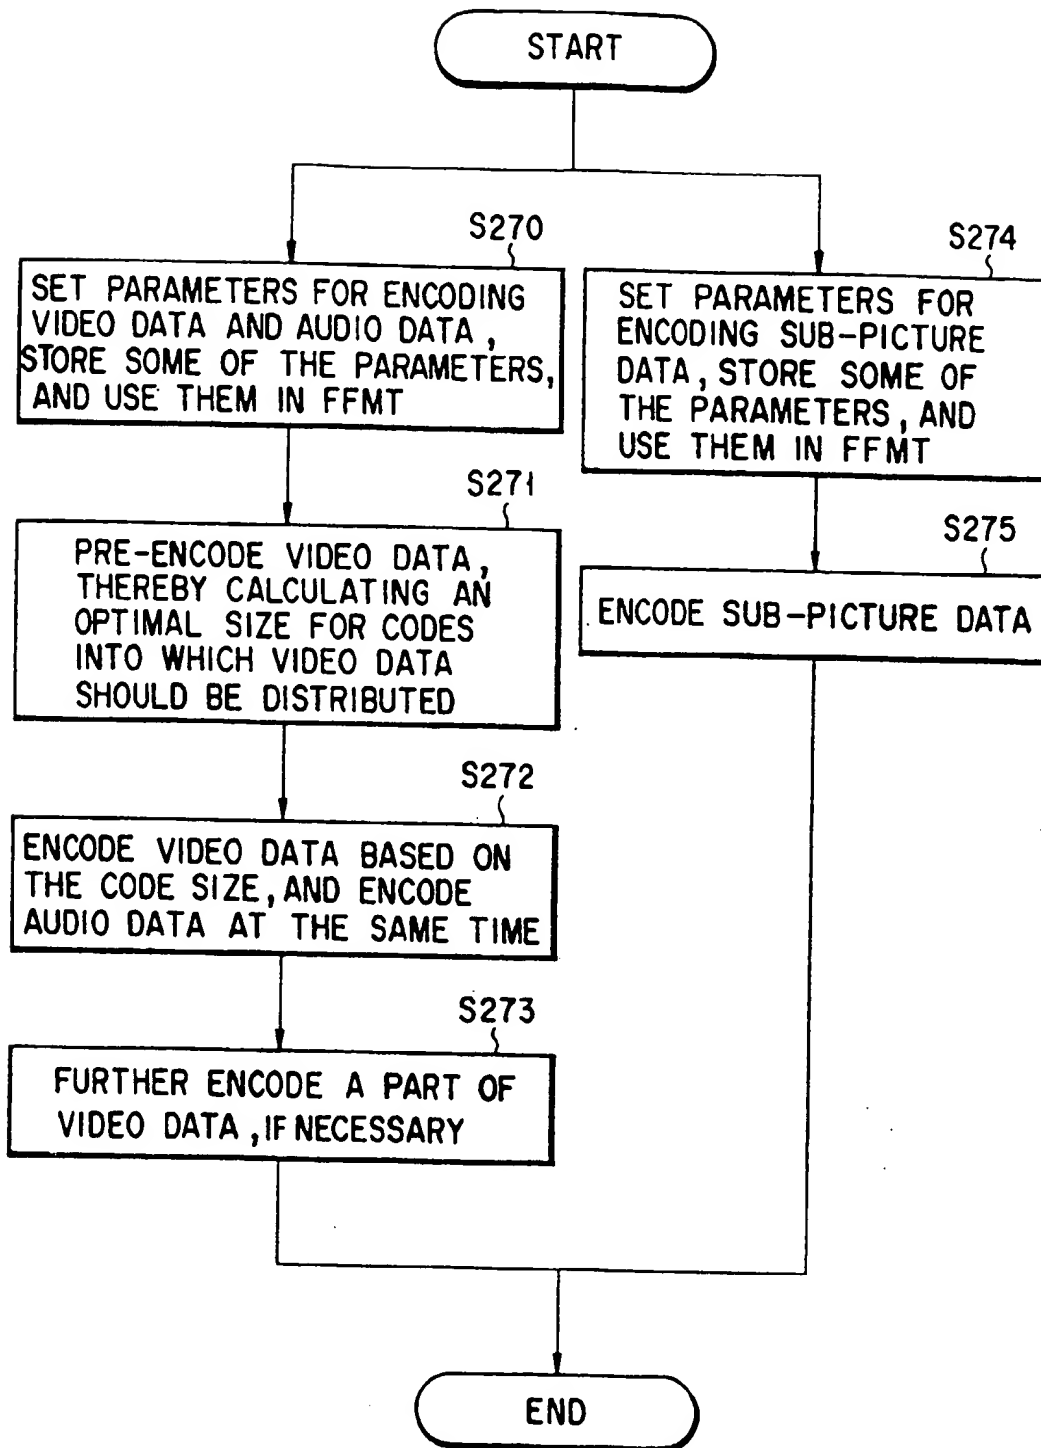 START
S270
SET PARAMETERS FOR ENCODING
VIDEO DATA AND AUDIO DATA,
STORE SOME OF THE PARAMETERS,
AND USE THEM IN FFMT
S271
PRE-ENCODE VIDEO DATA,
THEREBY CALCULATING AN
OPTIMAL SIZE FOR CODES
INTO WHICH VIDEO DATA
SHOULD BE DISTRIBUTED
S272
ENCODE VIDEO DATA BASED ON
THE CODE SIZE, AND ENCODE
AUDIO DATA AT THE SAME TIME
S273
FURTHER ENCODE A PART OF
VIDEO DATA, IF NECESSARY
S274
SET PARAMETERS FOR
ENCODING SUB-PICTURE
DATA, STORE SOME OF
THE PARAMETERS, AND
USE THEM IN FFMT
S275
ENCODE SUB-PICTURE DATA
END